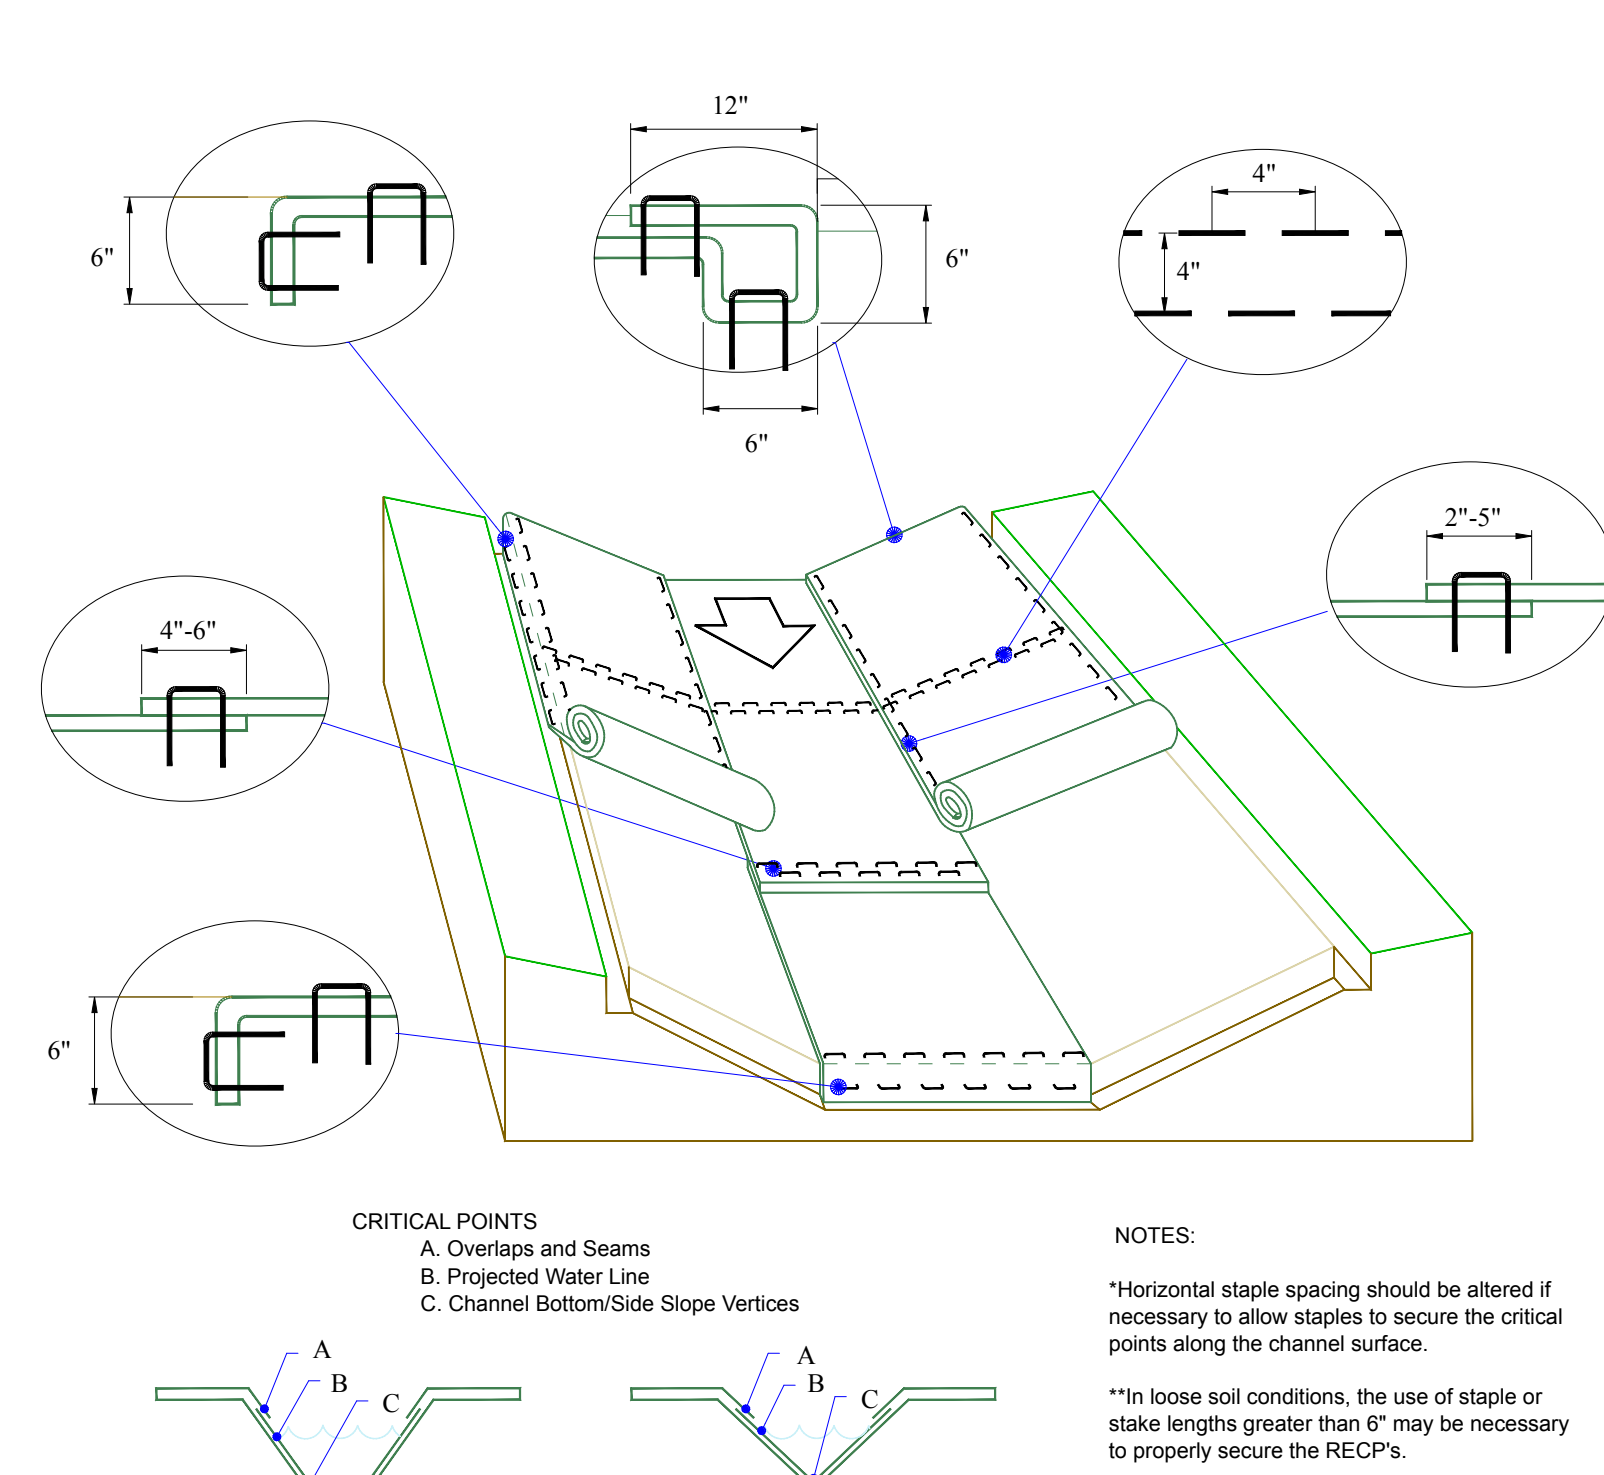 12"
6"
6"
6"
4"
4"
2"-5"
4"-6"
6"
CRITICAL POINTS
A. Overlaps and Seams
B. Projected Water Line
C. Channel Bottom/Side Slope Vertices
A
B
C
A
B
C
NOTES:
*Horizontal staple spacing should be altered if
necessary to allow staples to secure the critical
points along the channel surface.
**In loose soil conditions, the use of staple or
stake lengths greater than 6" may be necessary
to properly secure the RECP's.